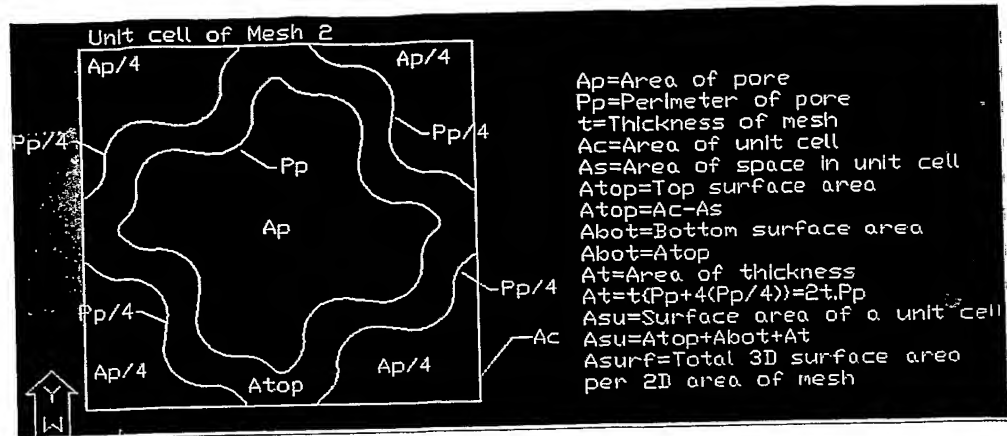 Unit cell of Mesh 2
Ap/4
Ap/4
Pp/4
Pp/4
Pp
Ap
Pp/4
Pp/4
Ac
Ap/4
Ap/4
Atop
Y
W
Ap=Area of pore
Pp=Perimeter of pore
t=Thickness of mesh
Ac=Area of unit cell
As=Area of space in unit cell
Atop=Top surface area
Atop=Ac-As
Abot=Bottom surface area
Abot=Atop
At=Area of thickness
At=t(Pp+4(Pp/4))=2t.Pp
Asu=Surface area of a unit cell
Asu=Atop+Abot+At
Asurf=Total 3D surface area
per 2D area of mesh